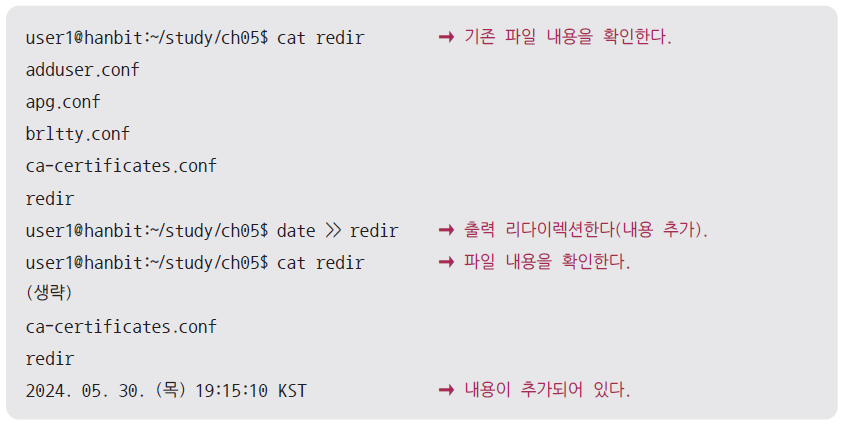 user1@hanbit:~/study/ch05$ cat redir → 기존 파일 내용을 확인한다.
adduser.conf
apg.conf
brltty.conf
ca-certificates.conf
redir
user1@hanbit:~/study/ch05$ date >> redir → 출력 리다이렉션한다(내용 추가).
user1@hanbit:~/study/ch05$ cat redir → 파일 내용을 확인한다.
(생략)
ca-certificates.conf
redir
2024. 05. 30. (목) 19:15:10 KST → 내용이 추가되어 있다.